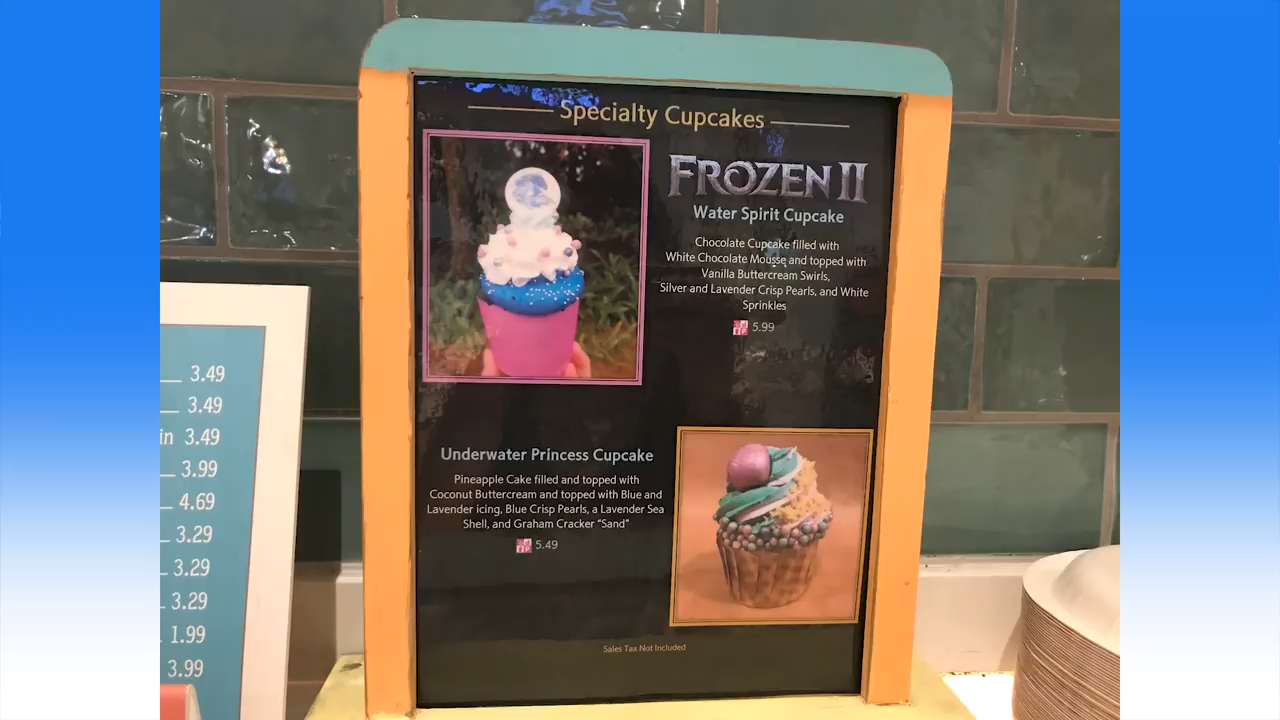 Specialty Cupcakes
FROZEN II
Water Spirit Cupcake
Chocolate Cupcake filled with
White Chocolate Mousse and topped with
Vanilla Buttercream Swirls,
Silver and Lavender Crisp Pearls, and White
Sprinkles
5.99
Underwater Princess Cupcake
Pineapple Cake filled and topped with
Coconut Buttercream and topped with Blue and
Lavender icing, Blue Crisp Pearls, a Lavender Sea
Shell, and Graham Cracker “Sand”
5.49
Sales Tax Not Included
3.49
3.49
in 3.49
3.99
4.69
3.29
3.29
3.29
1.99
3.99